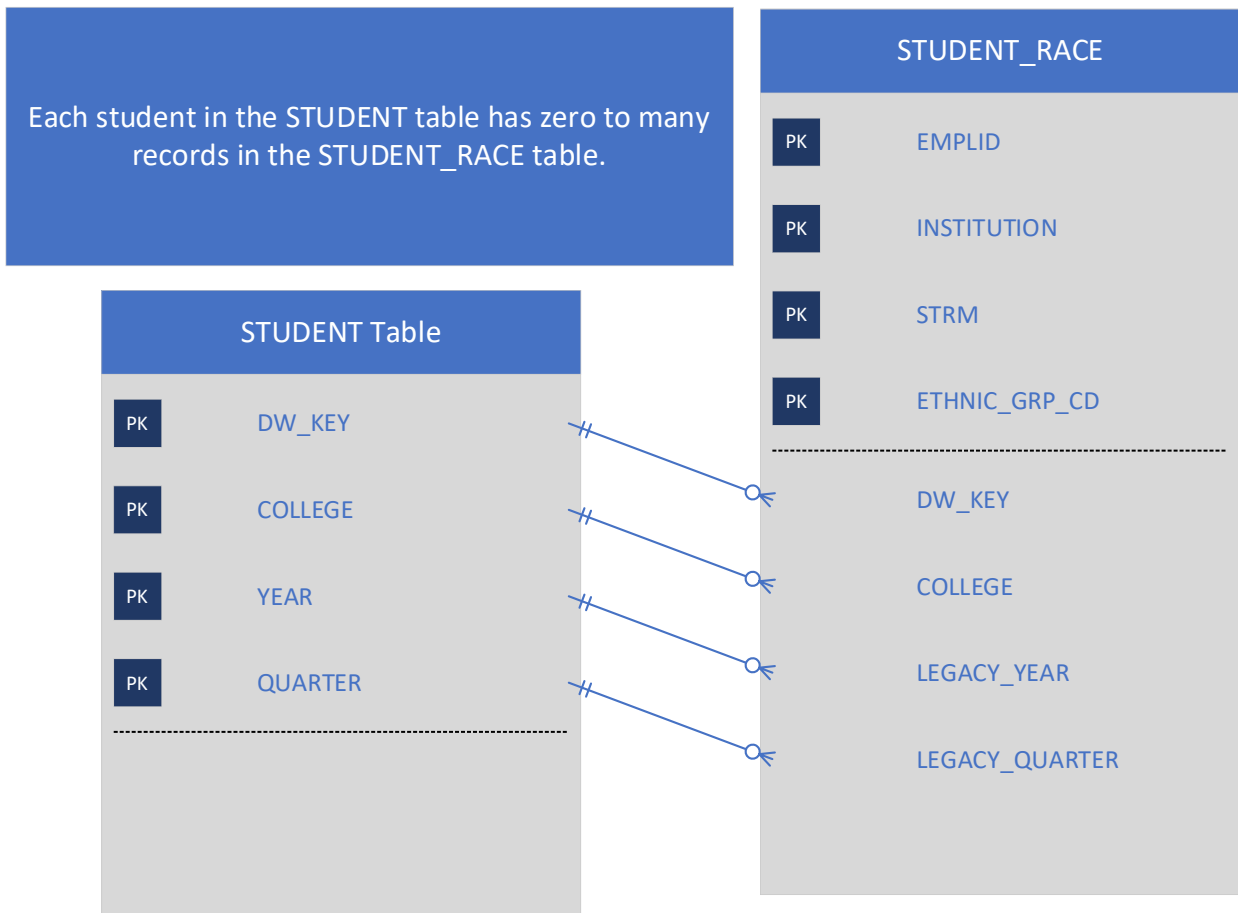 Each student in the STUDENT table has zero to many
records in the STUDENT_RACE table.
STUDENT Table
PK DW_KEY
PK COLLEGE
PK YEAR
PK QUARTER
STUDENT_RACE
PK EMPLID
PK INSTITUTION
PK STRM
PK ETHNIC_GRP_CD
DW_KEY
COLLEGE
LEGACY_YEAR
LEGACY_QUARTER